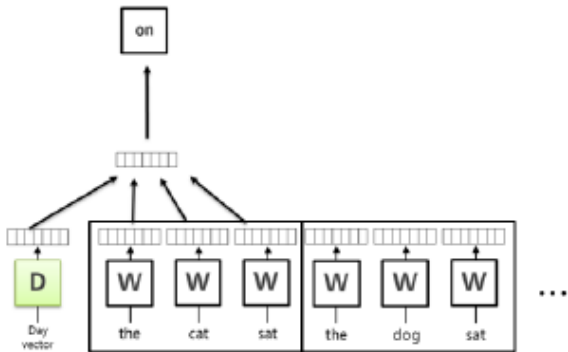 on
D W W W W W W ...
Day the cat sat the dog sat
vector